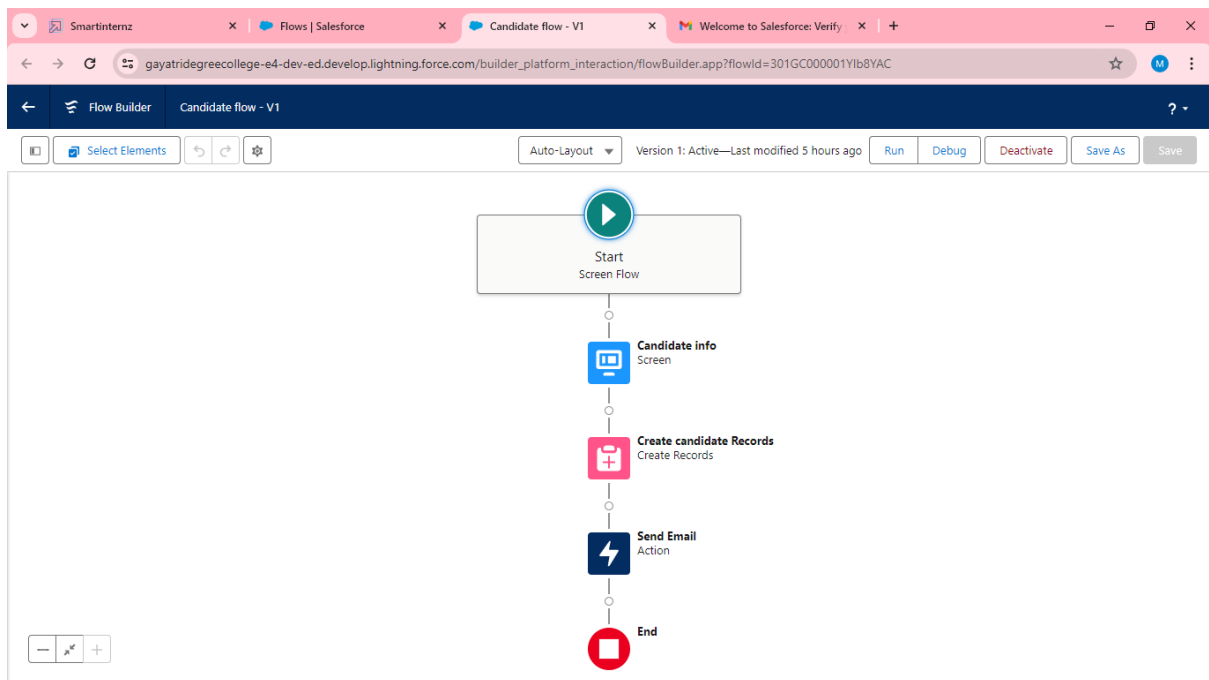 Smartinternz
Flows | Salesforce
Candidate flow - V1
Welcome to Salesforce: Verify
gayatridegreecollege-e4-dev-ed.develop.lightning.force.com/builder_platform_interaction/flowBuilder.app?flowId=301GC000001YIb8YAC
M
Flow Builder
Candidate flow - V1
?
Select Elements
Auto-Layout
Version 1: Active—Last modified 5 hours ago
Run
Debug
Deactivate
Save As
Save
Start
Screen Flow
Candidate info
Screen
Create candidate Records
Create Records
Send Email
Action
End